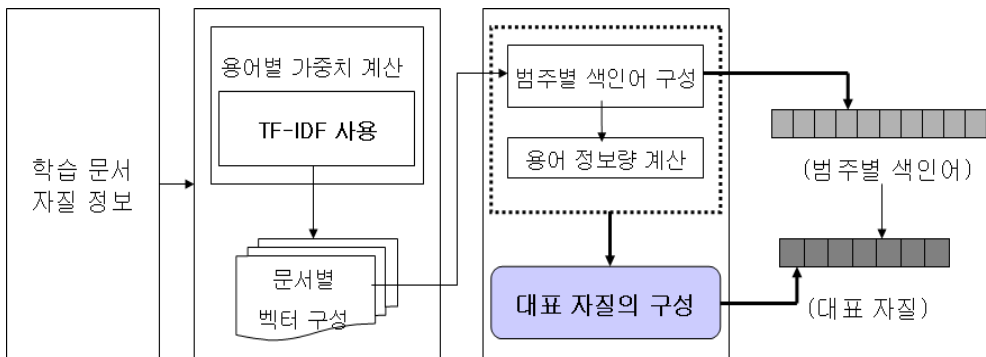 학습 문서
자질 정보
용어별 가중치 계산
TF-IDF 사용
문서별
벡터 구성
범주별 색인어 구성
용어 정보량 계산
대표 자질의 구성
(범주별 색인어)
(대표 자질)